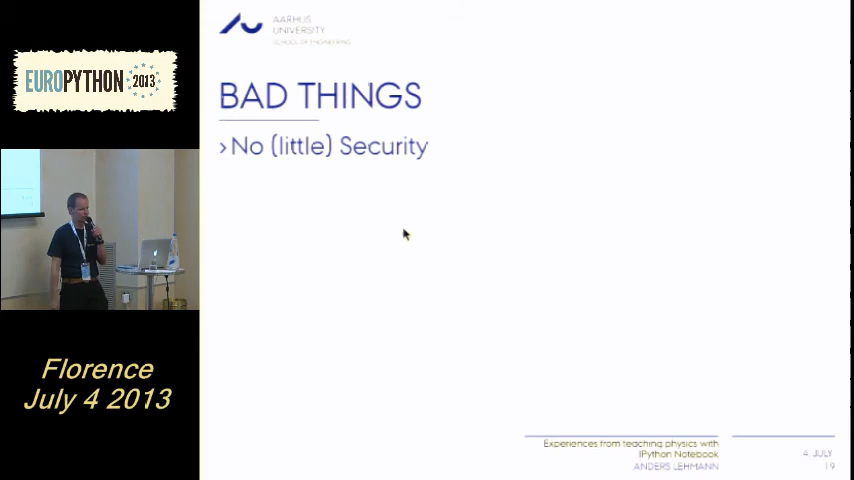 EUROPYTHON 2013
Florence
July 4 2013
AARHUS
UNIVERSITY
SCHOOL OF ENGINEERING
BAD THINGS
›No (little) Security
Experiences from teaching physics with
IPython Notebook
ANDERS LEHMANN
4. JULY
19